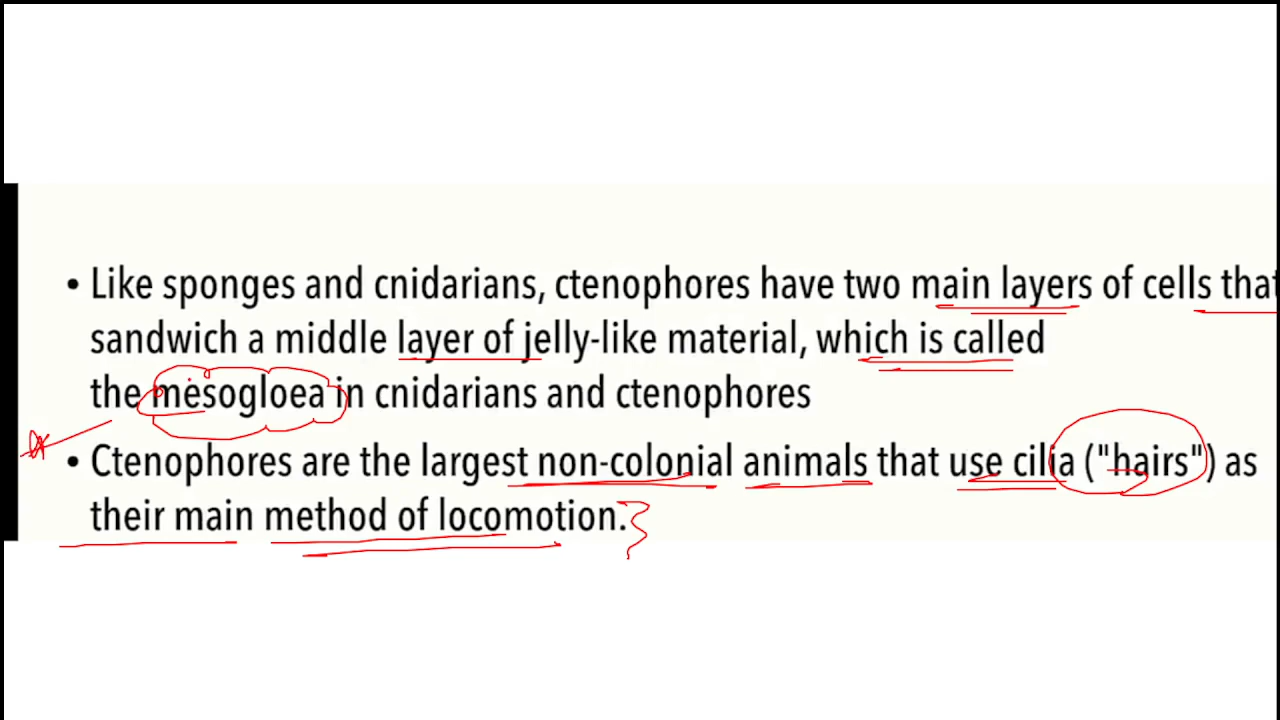 • Like sponges and cnidarians, ctenophores have two main layers of cells that
sandwich a middle layer of jelly-like material, which is called
the mesogloea in cnidarians and ctenophores
• Ctenophores are the largest non-colonial animals that use cilia ("hairs") as
their main method of locomotion.